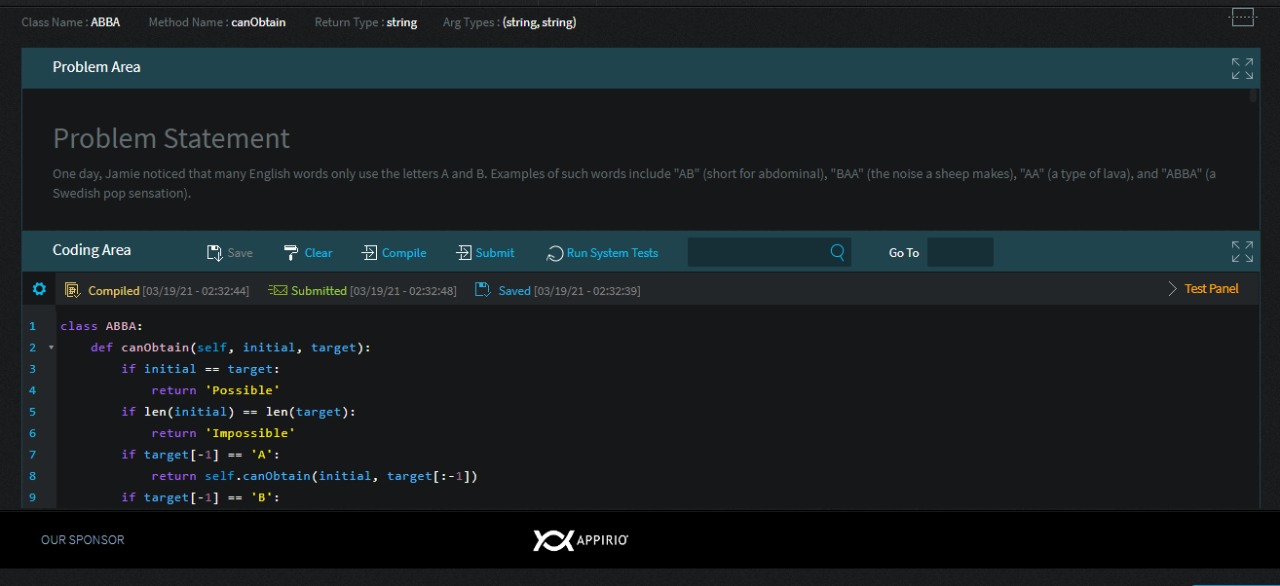 Class Name : ABBA Method Name : canObtain Return Type : string Arg Types : (string, string)
Problem Area
Problem Statement
One day, Jamie noticed that many English words only use the letters A and B. Examples of such words include "AB" (short for abdominal), "BAA" (the noise a sheep makes), "AA" (a type of lava), and "ABBA" (a
Swedish pop sensation).
Coding Area Save Clear Compile Submit Run System Tests Go To
Compiled [03/19/21 - 02:32:44] Submitted [03/19/21 - 02:32:48] Saved [03/19/21 - 02:32:39] Test Panel
1 class ABBA:
2 def canObtain(self, initial, target):
3 if initial == target:
4 return 'Possible'
5 if len(initial) == len(target):
6 return 'Impossible'
7 if target[-1] == 'A':
8 return self.canObtain(initial, target[:-1])
9 if target[-1] == 'B':
OUR SPONSOR APPIRIO